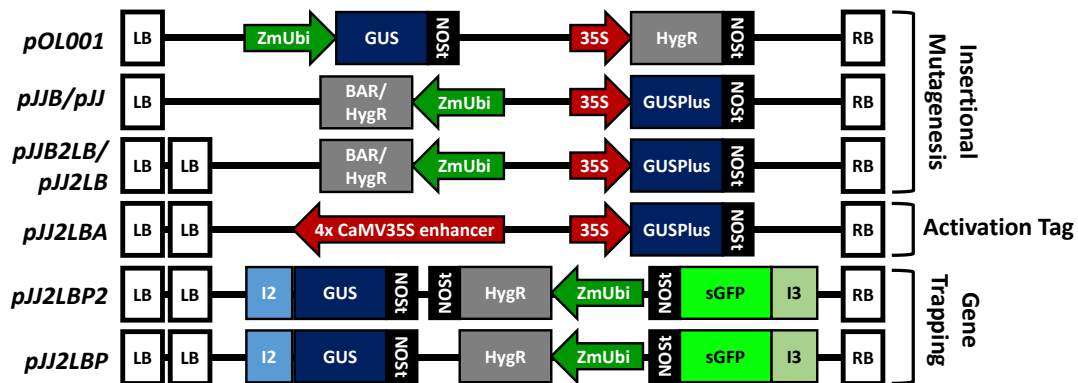 pOL001 LB ZmUbi GUS NOSt 35S HygR NOSt RB
pJJB/pJJ LB BAR/ HygR ZmUbi 35S GUSPlus NOSt RB
pJJB2LB/ pJJ2LB LB LB BAR/ HygR ZmUbi 35S GUSPlus NOSt RB
Insertional Mutagenesis
pJJ2LBA LB LB 4x CaMV35S enhancer 35S GUSPlus NOSt RB
Activation Tag
pJJ2LBP2 LB LB I2 GUS NOSt NOSt HygR ZmUbi NOSt sGFP I3 RB
pJJ2LBP LB LB I2 GUS NOSt HygR ZmUbi NOSt sGFP I3 RB
Gene Trapping